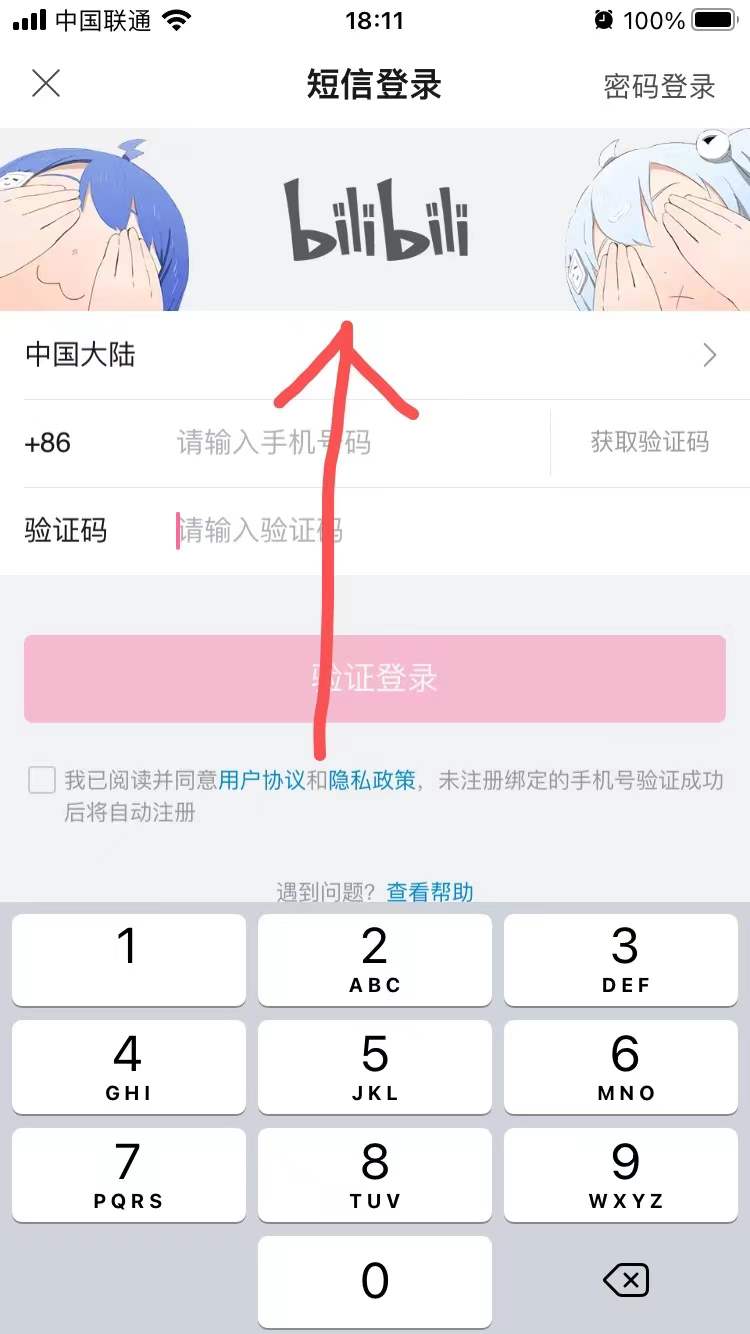 中国联通 18:11 100%
短信登录 密码登录
bilibili
中国大陆
+86 请输入手机号码 获取验证码
验证码 请输入验证码
验证登录
我已阅读并同意用户协议和隐私政策，未注册绑定的手机号验证成功
后将自动注册
遇到问题？查看帮助
1 2 3
ABC DEF
4 5 6
GHI JKL MNO
7 8 9
PQRS TUV WXYZ
0